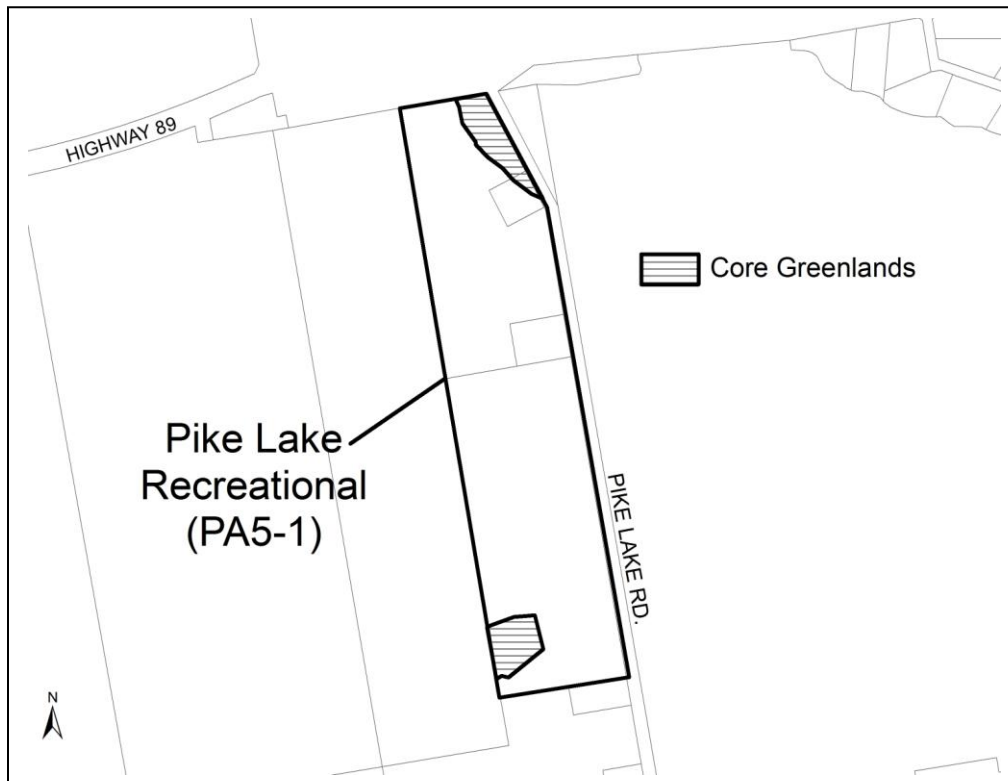 HIGHWAY 89
Core Greenlands
Pike Lake
Recreational
(PA5-1)
PIKE LAKE RD.
N